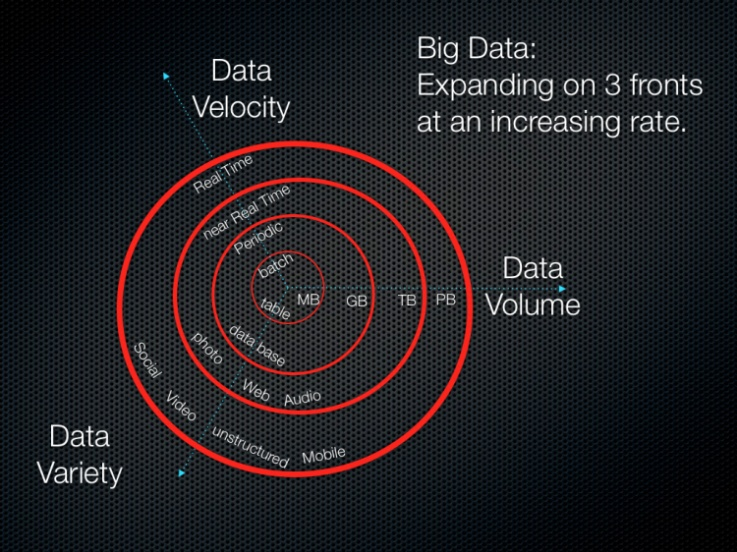 Big Data:
Expanding on 3 fronts
at an increasing rate.
Data
Velocity
Real Time
near Real Time
Periodic
batch
Data
Volume
MB
GB
TB
PB
table
data base
photo
Web
Audio
Social
Video
unstructured
Mobile
Data
Variety